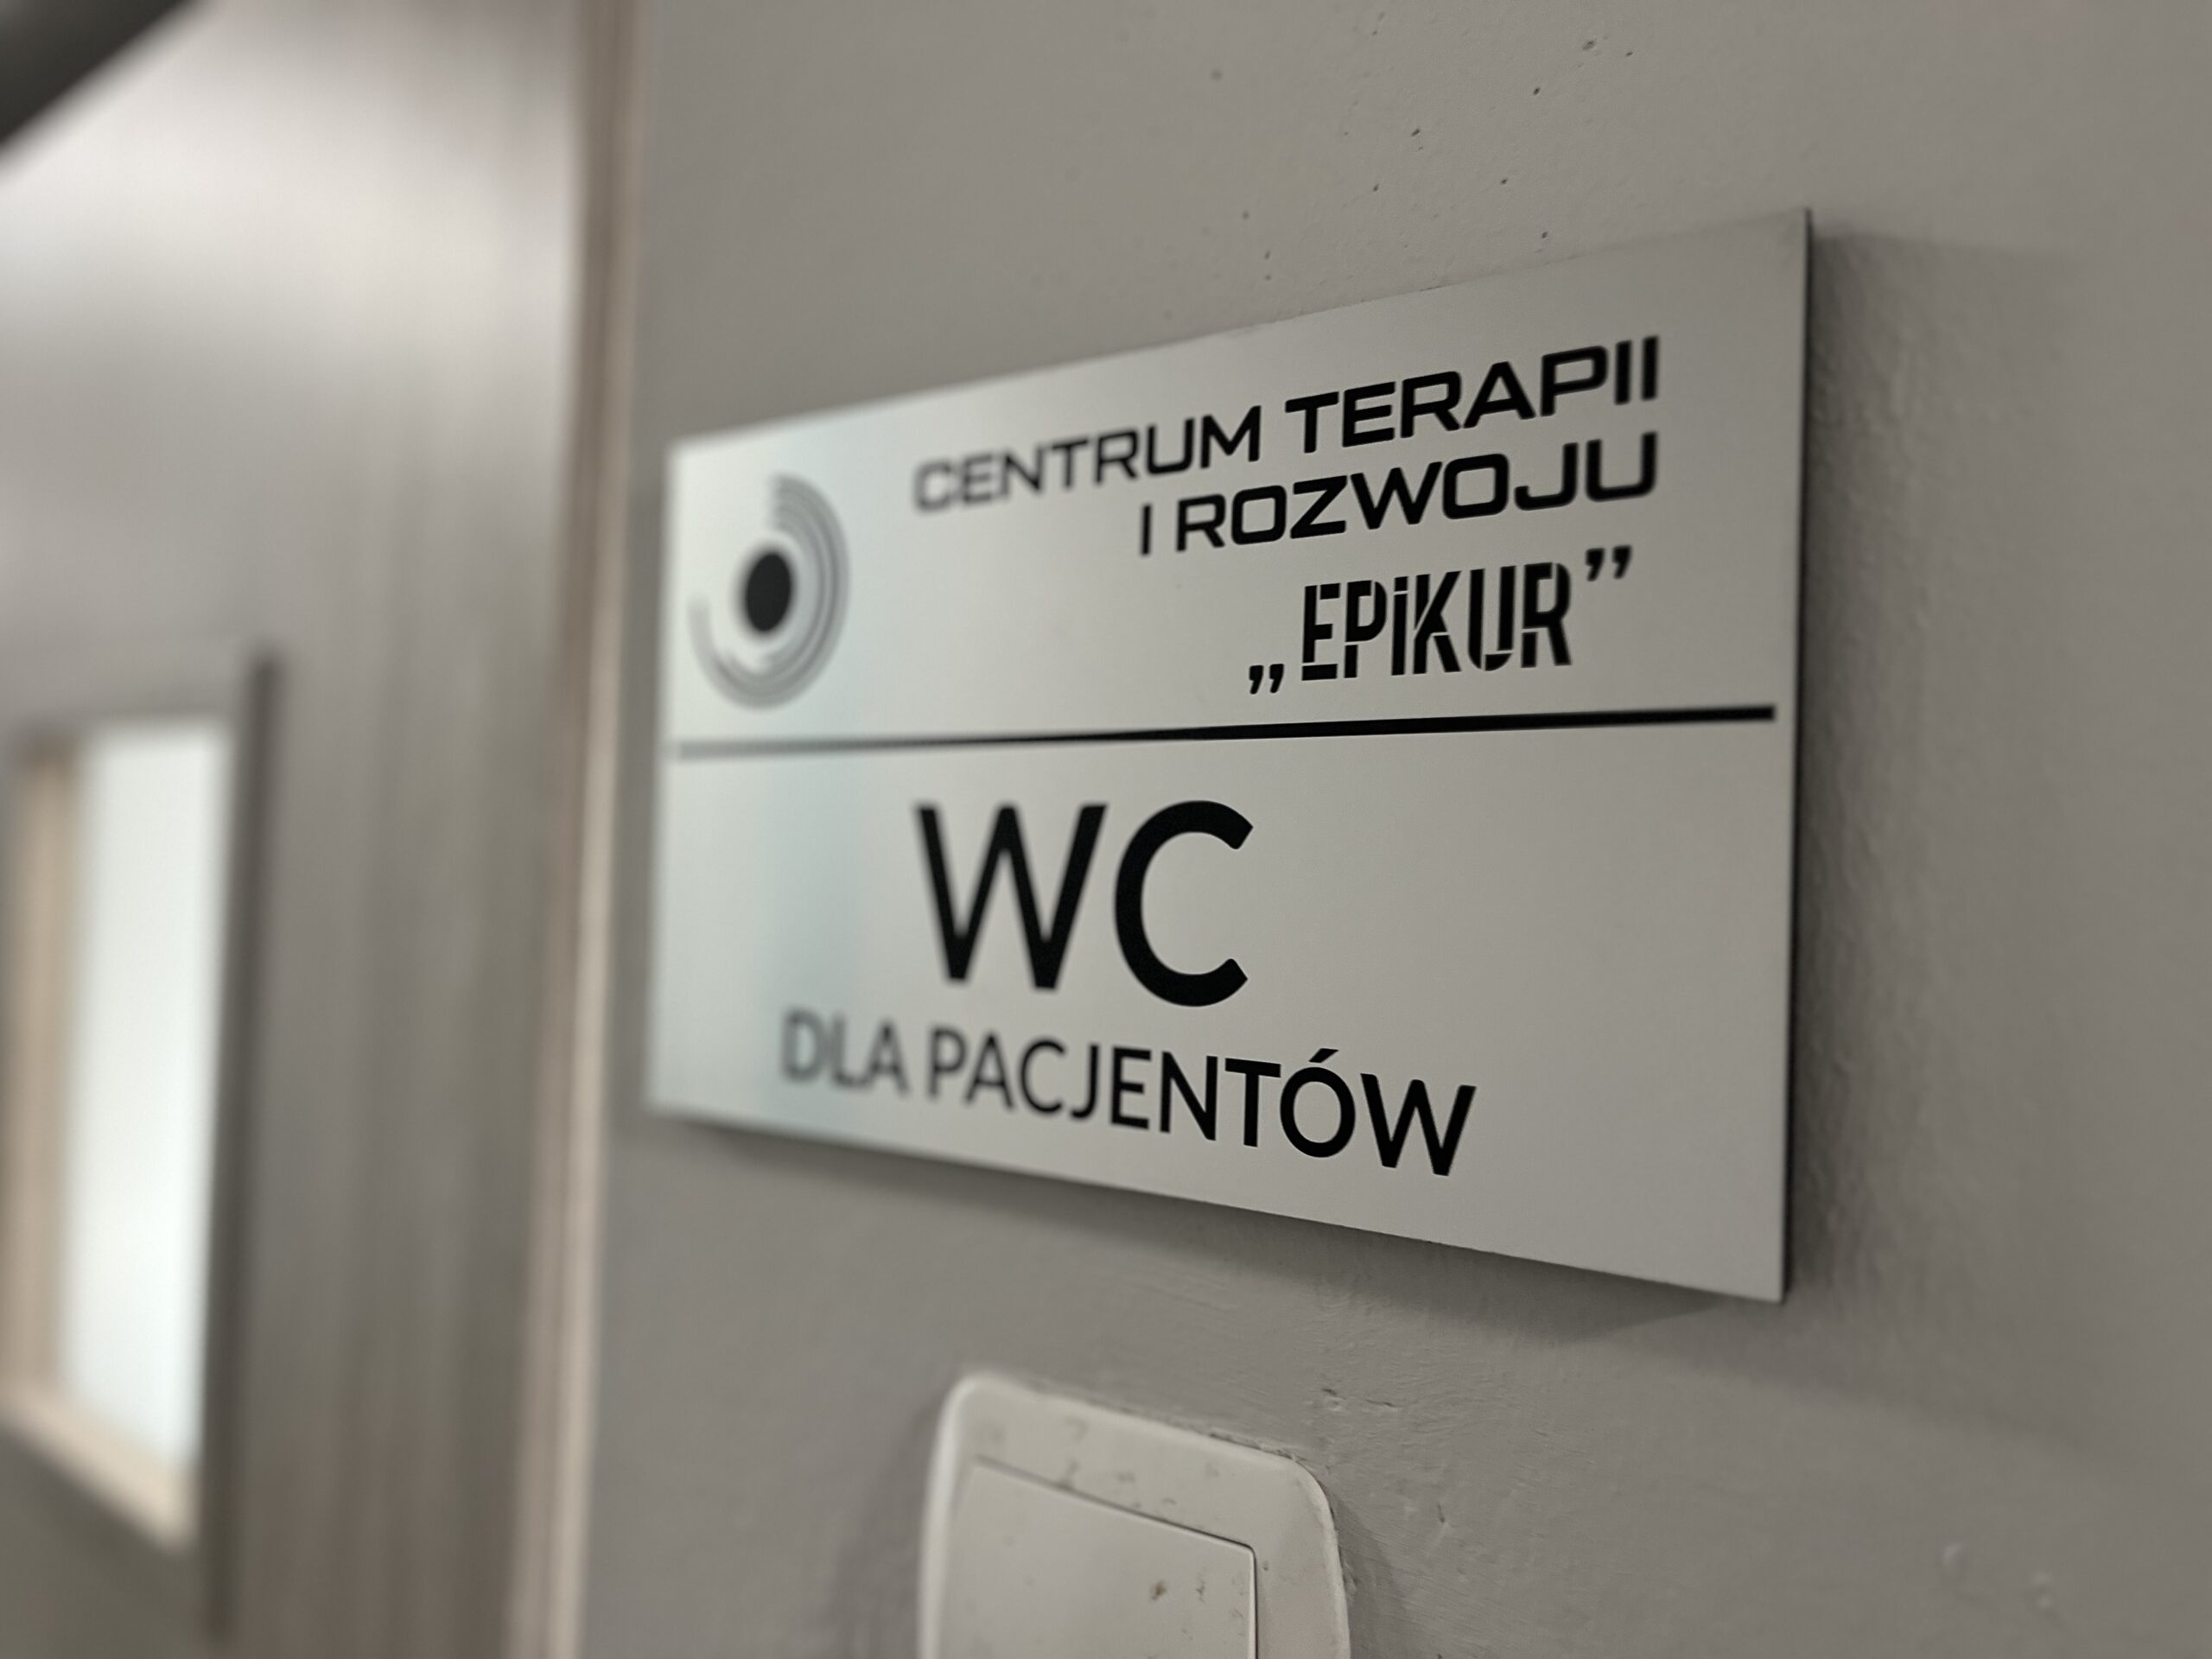 CENTRUM TERAPII
I ROZWOJU
„EPiKUR”
WC
DLA PACJENTÓW